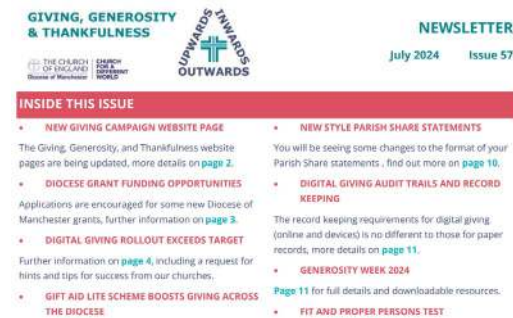 GIVING, GENEROSITY
& THANKFULNESS
THE CHURCH
OF ENGLAND
Diocese of Manchester
CHURCH
FOR A
DIFFERENT
WORLD
UPWARDS
INWARDS
OUTWARDS
NEWSLETTER
July 2024 Issue 57
INSIDE THIS ISSUE
• NEW GIVING CAMPAIGN WEBSITE PAGE
The Giving, Generosity, and Thankfulness website
pages are being updated, more details on page 2.
• DIOCESE GRANT FUNDING OPPORTUNITIES
Applications are encouraged for some new Diocese of
Manchester grants, further information on page 3.
• DIGITAL GIVING ROLLOUT EXCEEDS TARGET
Further information on page 4, including a request for
hints and tips for success from our churches.
• GIFT AID LITE SCHEME BOOSTS GIVING ACROSS
THE DIOCESE
• NEW STYLE PARISH SHARE STATEMENTS
You will be seeing some changes to the format of your
Parish Share statements , find out more on page 10.
• DIGITAL GIVING AUDIT TRAILS AND RECORD
KEEPING
The record keeping requirements for digital giving
(online and devices) is no different to those for paper
records, more details on page 11.
• GENEROSITY WEEK 2024
Page 11 for full details and downloadable resources.
• FIT AND PROPER PERSONS TEST